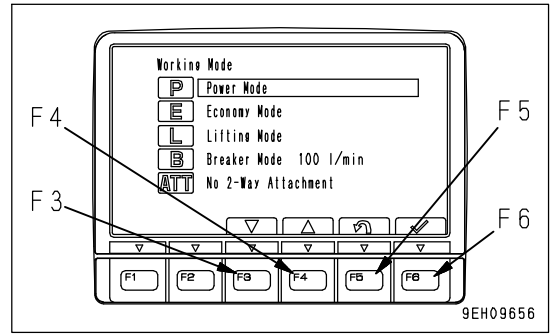 Working Mode
P Power Mode
E Economy Mode
L Lifting Mode
B Breaker Mode 100 l/min
ATT No 2-Way Attachment
F4
F3
F5
F6
F1 F2 F3 F4 F5 F6
9EH09656